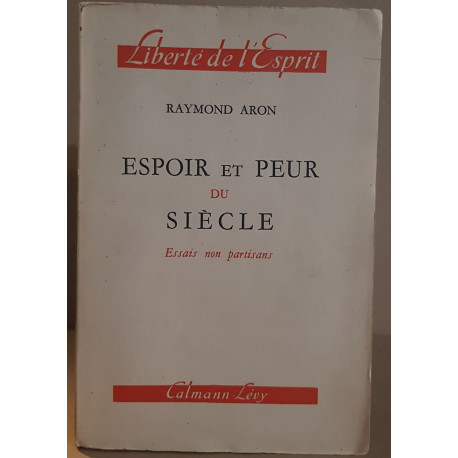 Liberté de l'Esprit
RAYMOND ARON
ESPOIR ET PEUR
DU
SIÈCLE
Essais non partisans
Calmann-Lévy